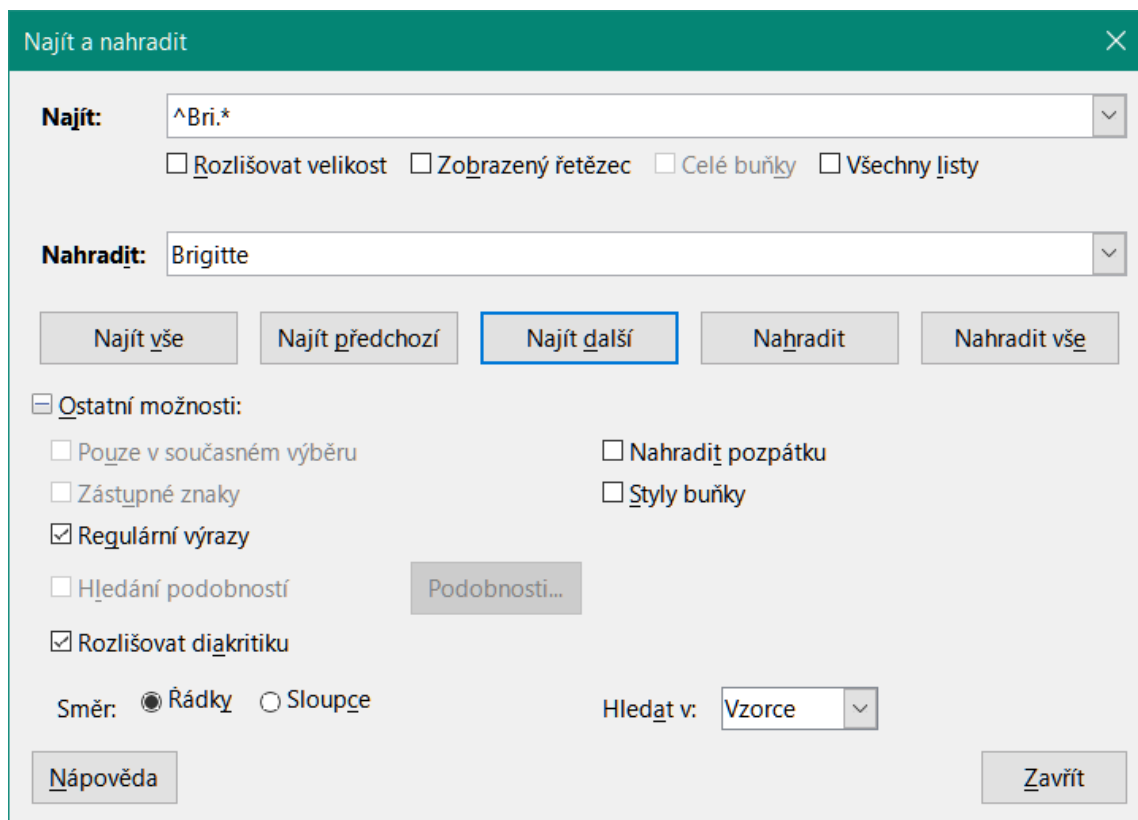 Najít a nahradit
Najít: ^Bri.*
Rozlišovat velikost Zobrazený řetězec Celé buňky Všechny listy
Nahradit: Brigitte
Najít vše Najít předchozí Najít další Nahradit Nahradit vše
Ostatní možnosti:
Pouze v současném výběru Nahradit pozpátku
Zástupné znaky Styly buňky
Regulární výrazy
Hledání podobností Podobnosti...
Rozlišovat diakritiku
Směr: Řádky Sloupce Hledat v: Vzorce
Nápověda Zavřít